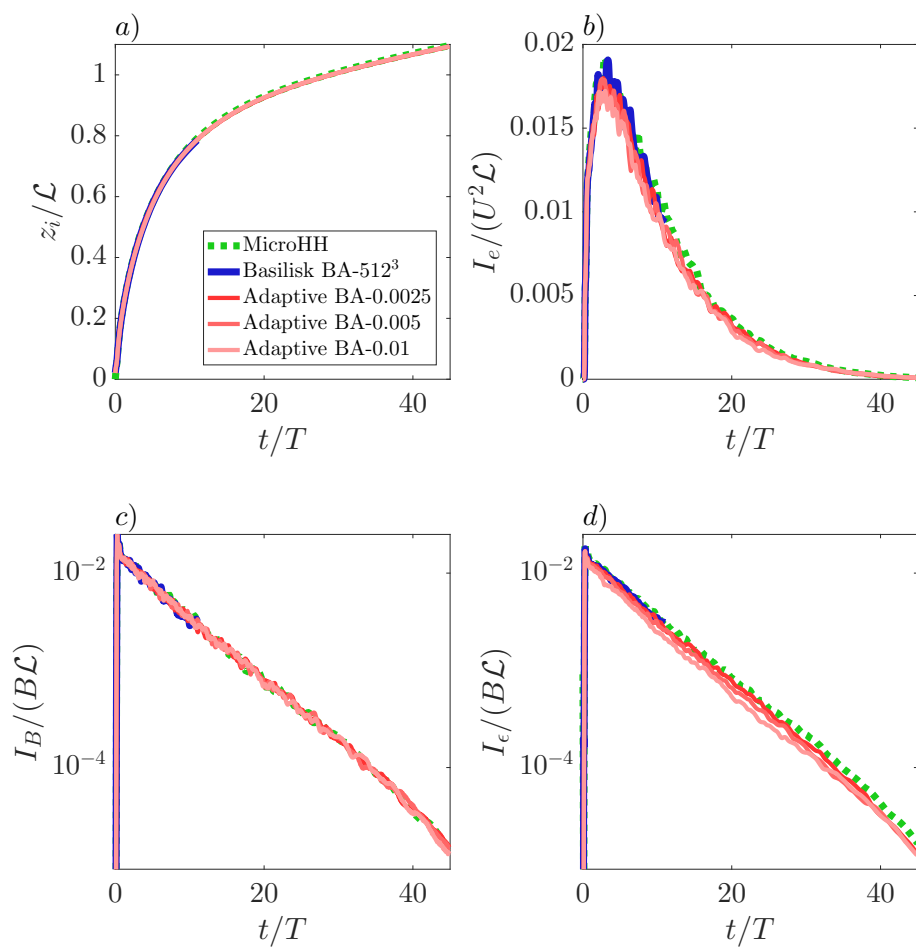 a)
1
0.8
0.6
0.4
0.2
0
z_i/ℒ
MicroHH
Basilisk BA-512³
Adaptive BA-0.0025
Adaptive BA-0.005
Adaptive BA-0.01
0 20 40
t/T
b)
0.02
0.015
0.01
0.005
0
I_e/(U²ℒ)
0 20 40
t/T
c)
10⁻²
10⁻⁴
I_B/(Bℒ)
0 20 40
t/T
d)
10⁻²
10⁻⁴
I_ϵ/(Bℒ)
0 20 40
t/T